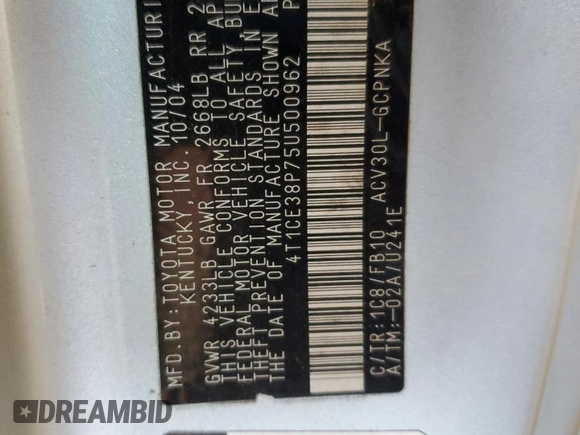 MFD.BY:TOYOTA MOTOR MANUFACTURI
KENTUCKY, INC. 10/04
GVWR 4233LB GAWR FR 2668LB RR 2
THIS VEHICLE CONFORMS TO ALL AP
FEDERAL MOTOR VEHICLE SAFETY, BU
THEFT PREVENTION STANDARDS IN E
THE DATE OF MANUFACTURE SHOWN A
4T1CE38P75U500962 P
C/TR:1C8/FB10 ACV30L-GCPNKA
A/TM:-02A/U241E
DREAMBID